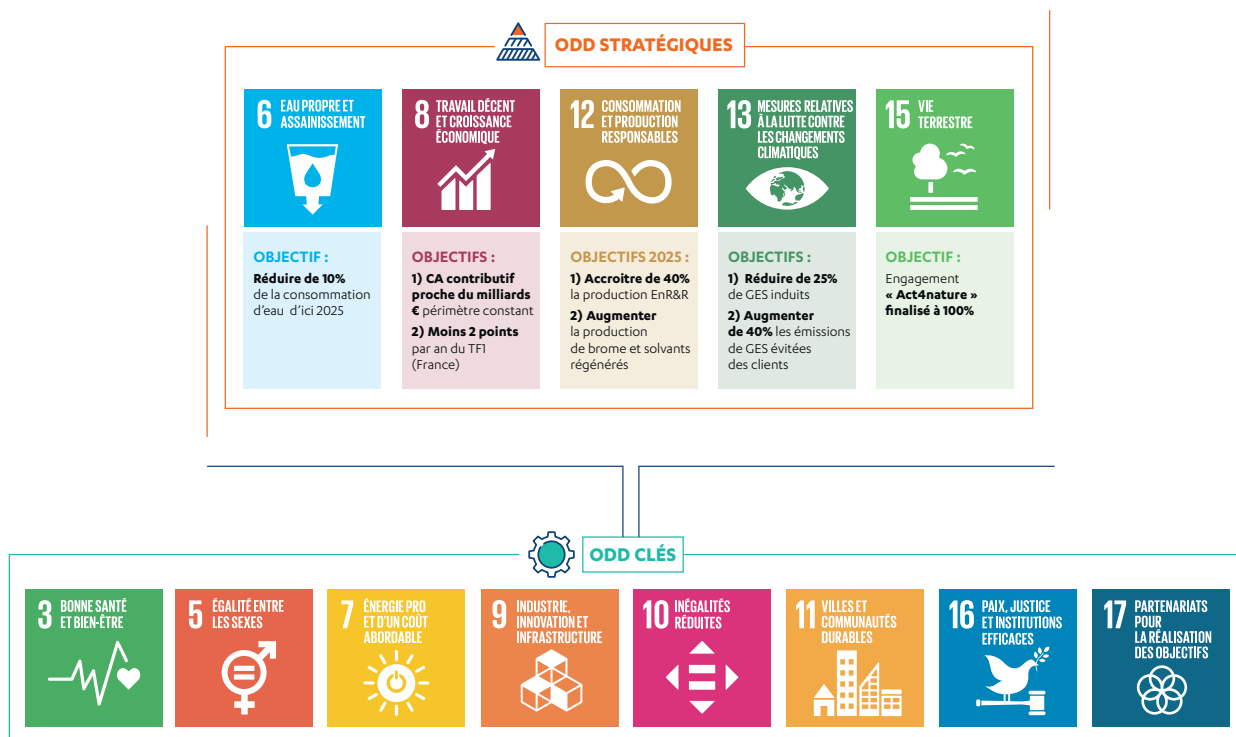 ODD STRATÉGIQUES
6 EAU PROPRE ET
ASSAINISSEMENT
OBJECTIF :
Réduire de 10%
de la consommation
d'eau d'ici 2025
8 TRAVAIL DÉCENT
ET CROISSANCE
ÉCONOMIQUE
OBJECTIFS :
1) CA contributif
proche du milliards
€ périmètre constant
2) Moins 2 points
par an du TF1
(France)
12 CONSOMMATION
ET PRODUCTION
RESPONSABLES
OBJECTIFS 2025 :
1) Accroitre de 40%
la production EnR&R
2) Augmenter
la production
de brome et solvants
régénérés
13 MESURES RELATIVES
À LA LUTTE CONTRE
LES CHANGEMENTS
CLIMATIQUES
OBJECTIFS :
1) Réduire de 25%
de GES induits
2) Augmenter
de 40% les émissions
de GES évitées
des clients
15 VIE
TERRESTRE
OBJECTIF :
Engagement
« Act4nature »
finalisé à 100%
ODD CLÉS
3 BONNE SANTÉ
ET BIEN-ÊTRE
5 ÉGALITÉ ENTRE
LES SEXES
7 ÉNERGIE PRO
ET D'UN COÛT
ABORDABLE
9 INDUSTRIE,
INNOVATION ET
INFRASTRUCTURE
10 INÉGALITÉS
RÉDUITES
11 VILLES ET
COMMUNAUTÉS
DURABLES
16 PAIX, JUSTICE
ET INSTITUTIONS
EFFICACES
17 PARTENARIATS
POUR
LA RÉALISATION
DES OBJECTIFS